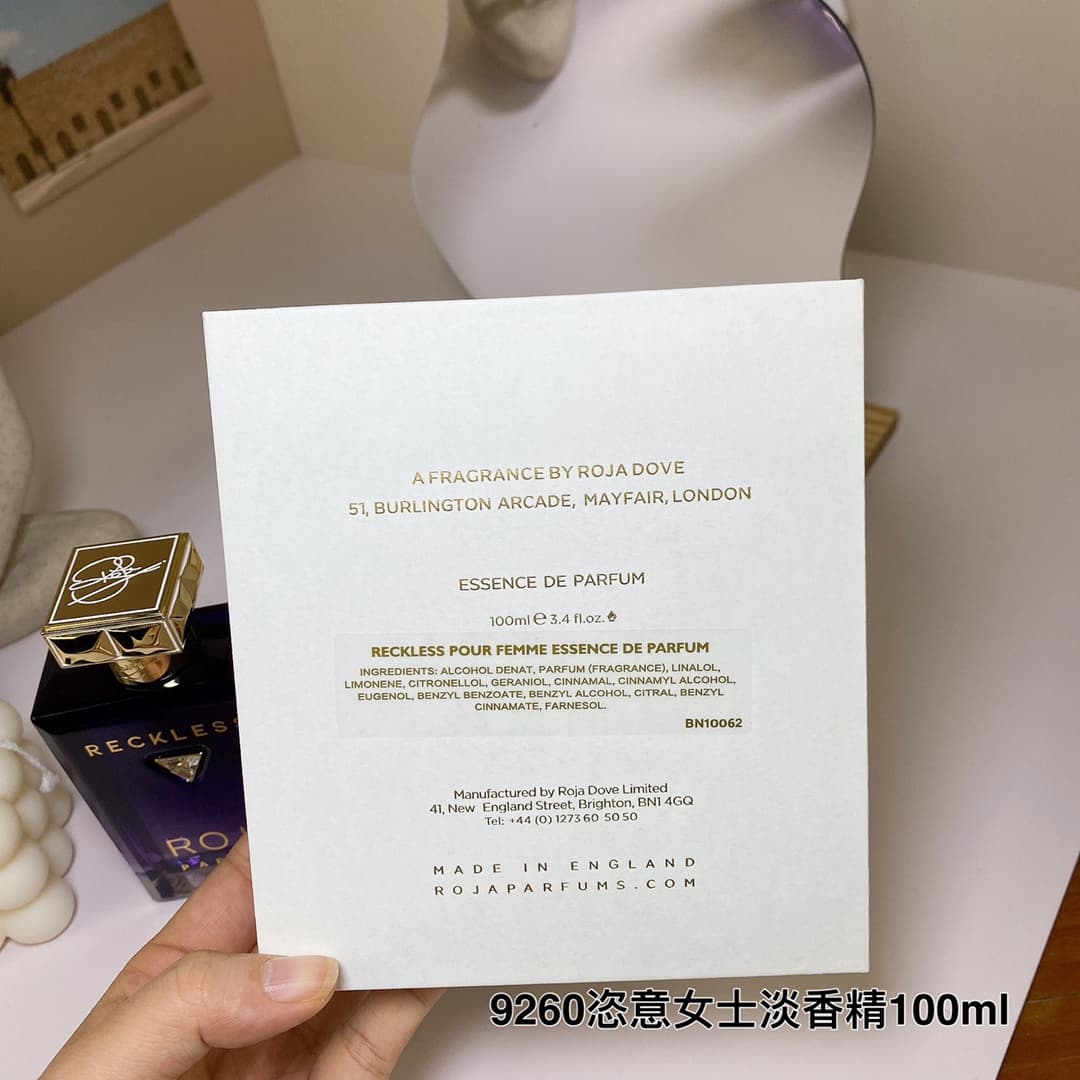 A FRAGRANCE BY ROJA DOVE
51, BURLINGTON ARCADE, MAYFAIR, LONDON
ESSENCE DE PARFUM
100ml ℮ 3.4 fl.oz.
RECKLESS POUR FEMME ESSENCE DE PARFUM
INGREDIENTS: ALCOHOL DENAT, PARFUM (FRAGRANCE), LINALOL,
LIMONENE, CITRONELLOL, GERANIOL, CINNAMAL, CINNAMYL ALCOHOL,
EUGENOL, BENZYL BENZOATE, BENZYL ALCOHOL, CITRAL, BENZYL
CINNAMATE, FARNESOL.
BN10062
Manufactured by Roja Dove Limited
41, New England Street, Brighton, BN1 4GQ
Tel: +44 (0) 1273 60 50 50
MADE IN ENGLAND
ROJAPARFUMS.COM
RECKLESS
9260恣意女士淡香精100ml